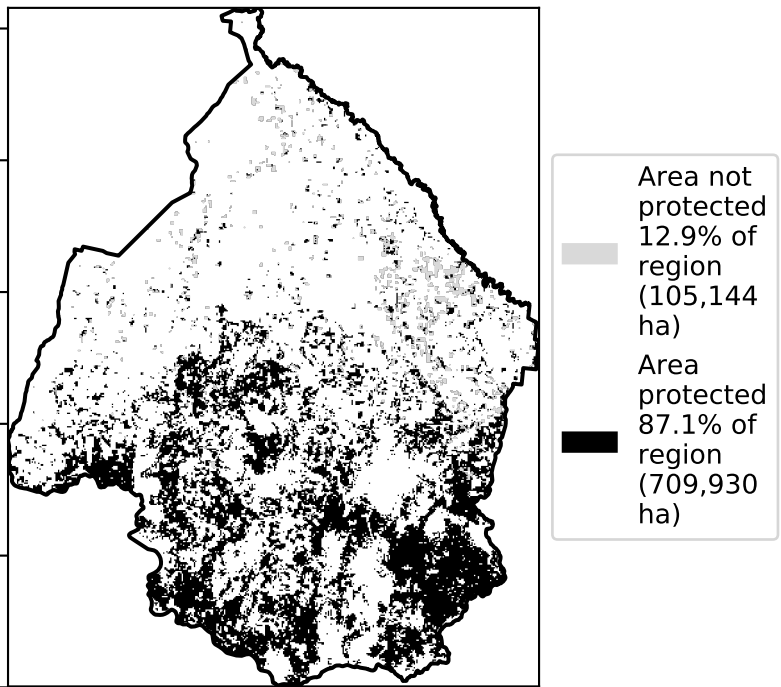 Area not
protected
12.9% of
region
(105,144
ha)
Area
protected
87.1% of
region
(709,930
ha)